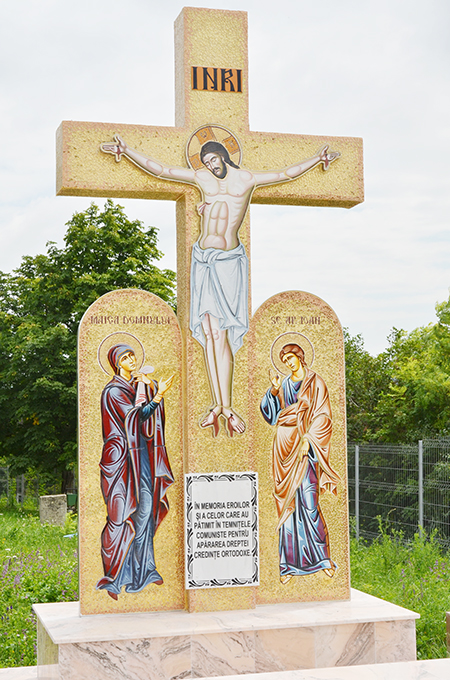 INRI
MAICA DOMNULUI
SF. AP. IOAN
ÎN MEMORIA EROILOR
ȘI A CELOR CARE AU
PĂTIMIT ÎN TEMNIȚELE
COMUNISTE PENTRU
APĂRAREA DREPTEI
CREDINȚE ORTODOXE.